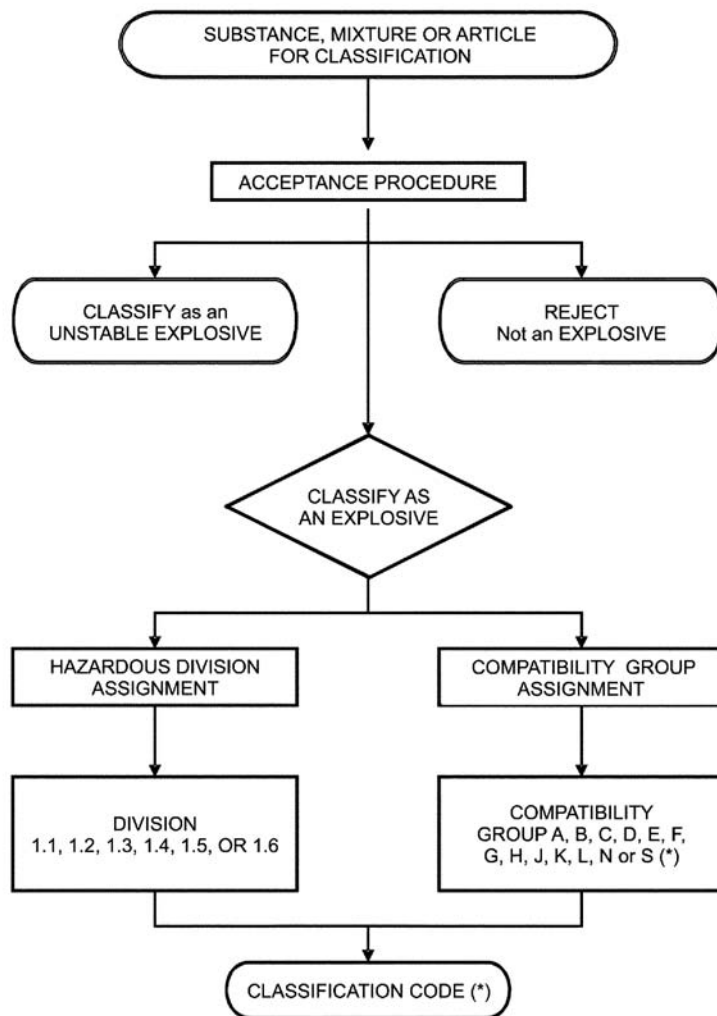 SUBSTANCE, MIXTURE OR ARTICLE
FOR CLASSIFICATION
ACCEPTANCE PROCEDURE
CLASSIFY as an
UNSTABLE EXPLOSIVE
REJECT
Not an EXPLOSIVE
CLASSIFY AS
AN EXPLOSIVE
HAZARDOUS DIVISION
ASSIGNMENT
COMPATIBILITY GROUP
ASSIGNMENT
DIVISION
1.1, 1.2, 1.3, 1.4, 1.5, OR 1.6
COMPATIBILITY
GROUP A, B, C, D, E, F,
G, H, J, K, L, N or S (*)
CLASSIFICATION CODE (*)